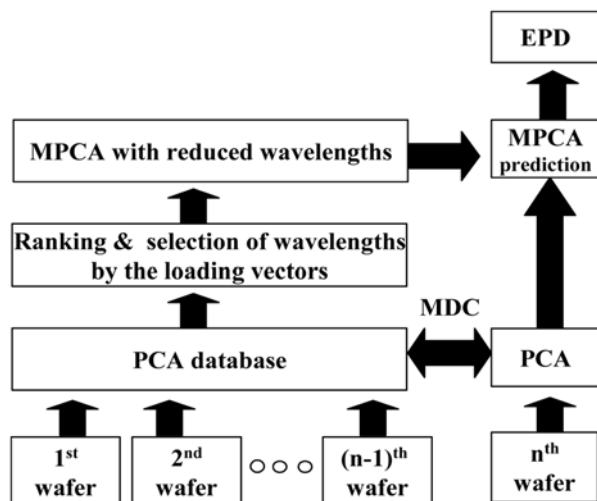 EPD
MPCA with reduced wavelengths
MPCA
prediction
Ranking & selection of wavelengths
by the loading vectors
MDC
PCA database
PCA
1st
wafer
2nd
wafer
(n-1)th
wafer
nth
wafer